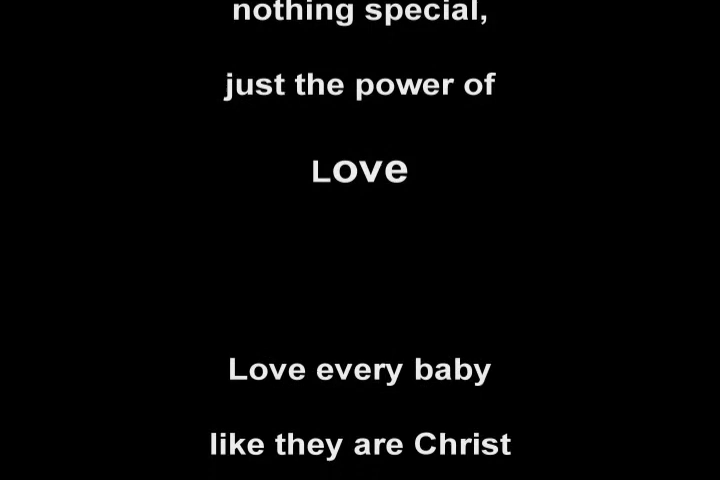 nothing special,
just the power of
Love
Love every baby
like they are Christ